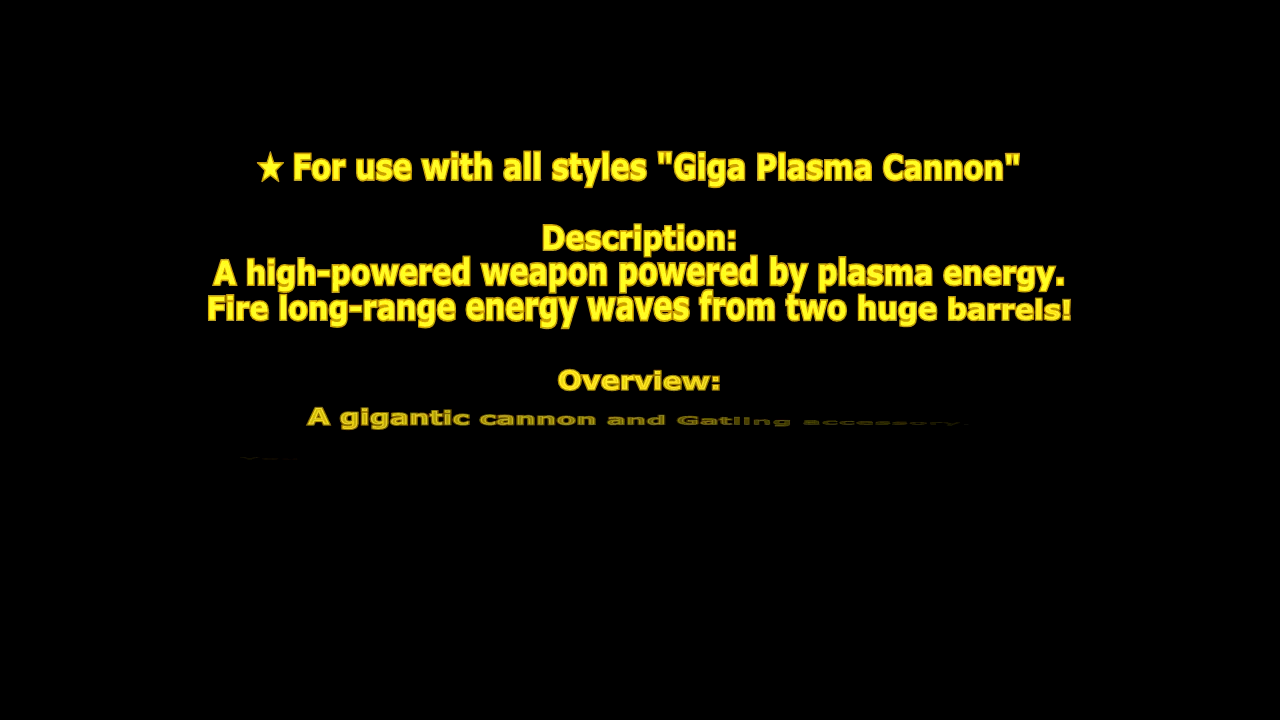 ★ For use with all styles "Giga Plasma Cannon"
Description:
A high-powered weapon powered by plasma energy.
Fire long-range energy waves from two huge barrels!
Overview:
A gigantic cannon and Gatling accessory.